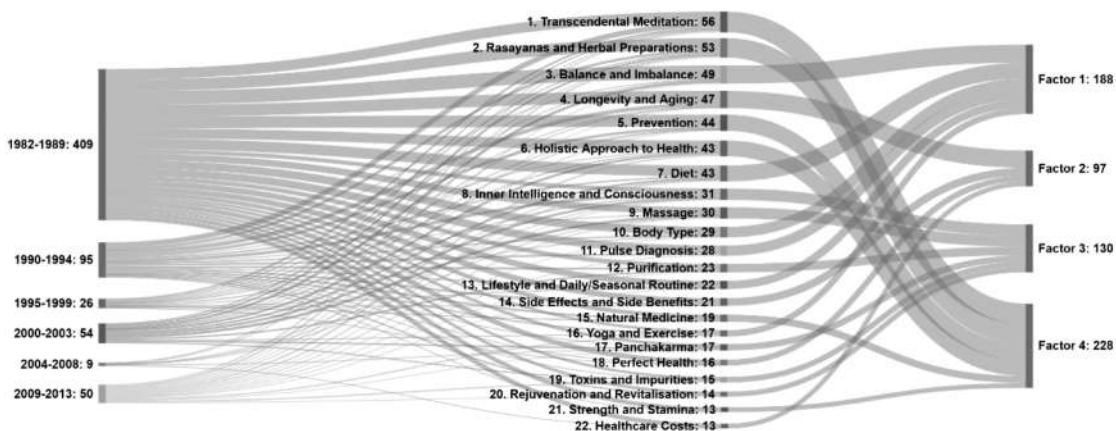 1982-1989: 409
1990-1994: 95
1995-1999: 26
2000-2003: 54
2004-2008: 9
2009-2013: 50
1. Transcendental Meditation: 56
2. Rasayanas and Herbal Preparations: 53
3. Balance and Imbalance: 49
4. Longevity and Aging: 47
5. Prevention: 44
6. Holistic Approach to Health: 43
7. Diet: 43
8. Inner Intelligence and Consciousness: 31
9. Massage: 30
10. Body Type: 29
11. Pulse Diagnosis: 28
12. Purification: 23
13. Lifestyle and Daily/Seasonal Routine: 22
14. Side Effects and Side Benefits: 21
15. Natural Medicine: 19
16. Yoga and Exercise: 17
17. Panchakarma: 17
18. Perfect Health: 16
19. Toxins and Impurities: 15
20. Rejuvenation and Revitalisation: 14
21. Strength and Stamina: 13
22. Healthcare Costs: 13
Factor 1: 188
Factor 2: 97
Factor 3: 130
Factor 4: 228